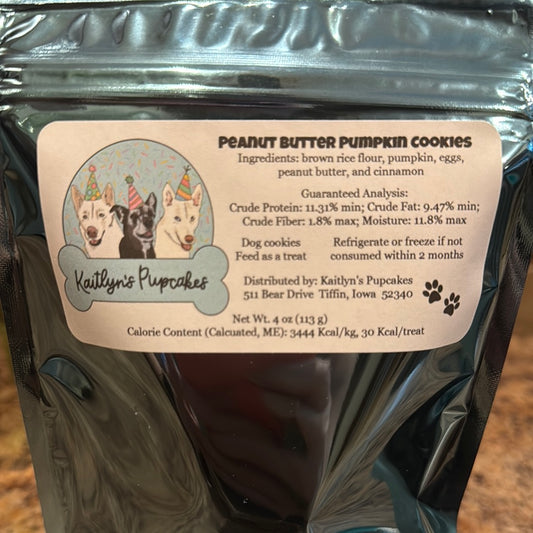 Peanut Butter Pumpkin Cookies
Ingredients: brown rice flour, pumpkin, eggs,
peanut butter, and cinnamon
Guaranteed Analysis:
Crude Protein: 11.31% min; Crude Fat: 9.47% min;
Crude Fiber: 1.8% max; Moisture: 11.8% max
Dog cookies
Feed as a treat
Refrigerate or freeze if not
consumed within 2 months
Kaitlyn's Pupcakes
Distributed by: Kaitlyn's Pupcakes
511 Bear Drive Tiffin, Iowa 52340
Net Wt. 4 oz (113 g)
Calorie Content (Calcuated, ME): 3444 Kcal/kg, 30 Kcal/treat